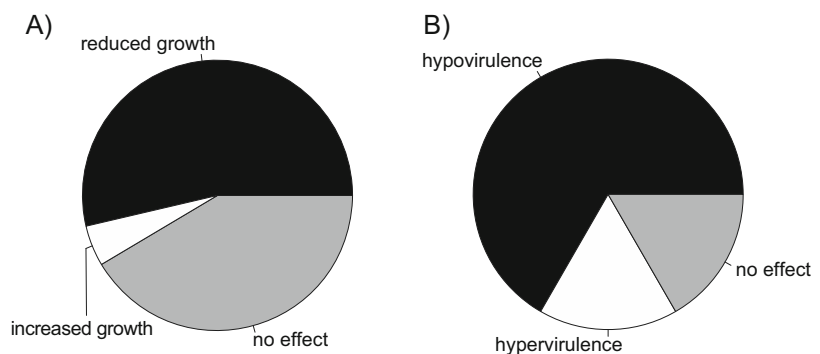 A)
reduced growth
increased growth
no effect
B)
hypovirulence
no effect
hypervirulence